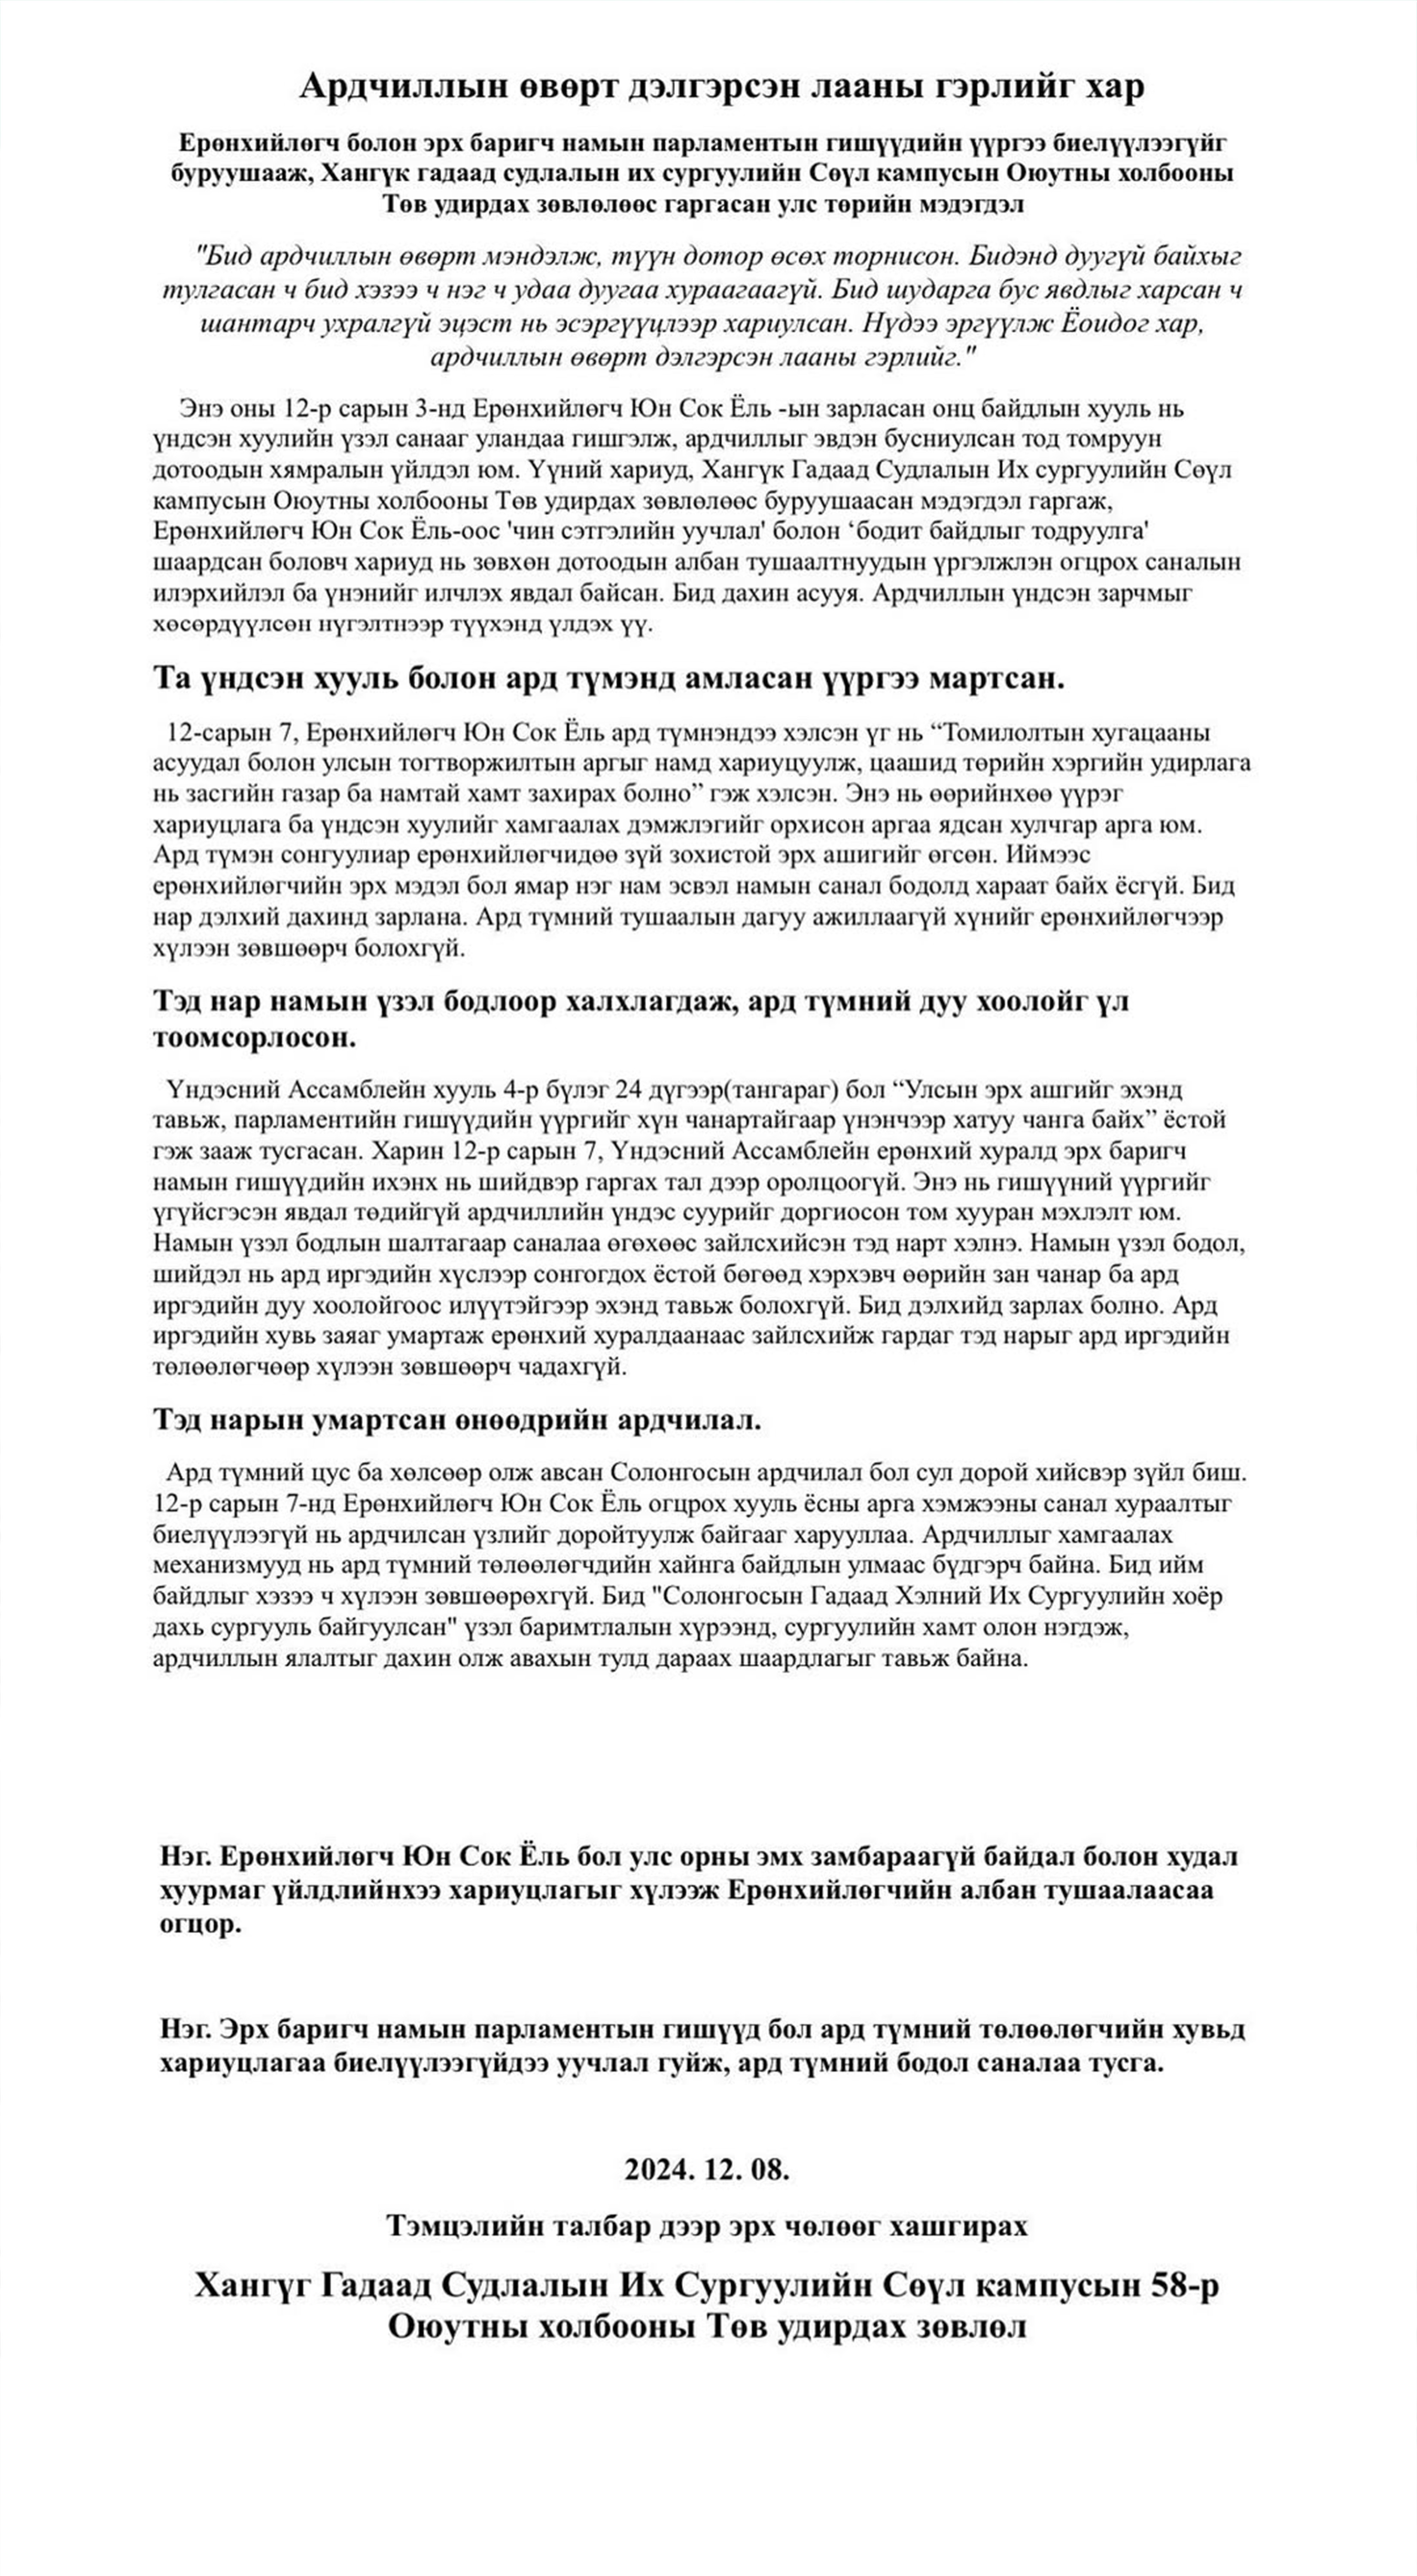 Ардчиллын өвөрт дэлгэрсэн лааны гэрлийг хар
Ерөнхийлөгч болон эрх баригч намын парламентын гишүүдийн үүргээ биелүүлээгүйг
буруушааж, Хангүк гадаад судлалын их сургуулийн Сөүл кампусын Оюутны холбооны
Төв удирдах зөвлөлөөс гаргасан улс төрийн мэдэгдэл
"Бид ардчиллын өвөрт мэндэлж, түүн дотор өсөх торнисон. Бидэнд дуугүй байхыг
тулгасан ч бид хэзээ ч нэг ч удаа дуугаа хураагаагүй. Бид шударга бус явдлыг харсан ч
шантарч ухралгүй эцэст нь эсэргүүцлээр хариулсан. Нүдээ эргүүлж Ёоидог хар,
ардчиллын өвөрт дэлгэрсэн лааны гэрлийг."
Энэ оны 12-р сарын 3-нд Ерөнхийлөгч Юн Сок Ёль -ын зарласан онц байдлын хууль нь
үндсэн хуулийн үзэл санааг уландаа гишгэлж, ардчиллыг эвдэн бусниулсан тод томруун
дотоодын хямралын үйлдэл юм. Үүний хариуд, Хангүк Гадаад Судлалын Их сургуулийн Сөүл
кампусын Оюутны холбооны Төв удирдах зөвлөлөөс буруушаасан мэдэгдэл гаргаж,
Ерөнхийлөгч Юн Сок Ёль-оос 'чин сэтгэлийн уучлал' болон ‘бодит байдлыг тодруулга'
шаардсан боловч хариуд нь зөвхөн дотоодын албан тушаалтнуудын үргэлжлэн огцрох саналын
илэрхийлэл ба үнэнийг илчлэх явдал байсан. Бид дахин асууя. Ардчиллын үндсэн зарчмыг
хөсөрдүүлсөн нүгэлтнээр түүхэнд үлдэх үү.
Та үндсэн хууль болон ард түмэнд амласан үүргээ мартсан.
12-сарын 7, Ерөнхийлөгч Юн Сок Ёль ард түмнэндээ хэлсэн үг нь “Томилолтын хугацааны
асуудал болон улсын тогтворжилтын аргыг намд хариуцуулж, цаашид төрийн хэргийн удирлага
нь засгийн газар ба намтай хамт захирах болно” гэж хэлсэн. Энэ нь өөрийнхөө үүрэг
хариуцлага ба үндсэн хуулийг хамгаалах дэмжлэгийг орхисон аргаа ядсан хулчгар арга юм.
Ард түмэн сонгуулиар ерөнхийлөгчидөө зүй зохистой эрх ашигийг өгсөн. Иймээс
ерөнхийлөгчийн эрх мэдэл бол ямар нэг нам эсвэл намын санал бодолд хараат байх ёсгүй. Бид
нар дэлхий дахинд зарлана. Ард түмний тушаалын дагуу ажиллаагүй хүнийг ерөнхийлөгчээр
хүлээн зөвшөөрч болохгүй.
Тэд нар намын үзэл бодлоор халхлагдаж, ард түмний дуу хоолойг үл
тоомсорлосон.
Үндэсний Ассамблейн хууль 4-р бүлэг 24 дүгээр(тангараг) бол “Улсын эрх ашгийг эхэнд
тавьж, парламентийн гишүүдийн үүргийг хүн чанартайгаар үнэнчээр хатуу чанга байх” ёстой
гэж зааж тусгасан. Харин 12-р сарын 7, Үндэсний Ассамблейн ерөнхий хуралд эрх баригч
намын гишүүдийн ихэнх нь шийдвэр гаргах тал дээр оролцоогүй. Энэ нь гишүүний үүргийг
үгүйсгэсэн явдал төдийгүй ардчиллийн үндэс суурийг доргиосон том хууран мэхлэлт юм.
Намын үзэл бодлын шалтагаар саналаа өгөхөөс зайлсхийсэн тэд нарт хэлнэ. Намын үзэл бодол,
шийдэл нь ард иргэдийн хүслээр сонгогдох ёстой бөгөөд хэрхэвч өөрийн зан чанар ба ард
иргэдийн дуу хоолойгоос илүүтэйгээр эхэнд тавьж болохгүй. Бид дэлхийд зарлах болно. Ард
иргэдийн хувь заяаг умартаж ерөнхий хуралдаанаас зайлсхийж гардаг тэд нарыг ард иргэдийн
төлөөлөгчөөр хүлээн зөвшөөрч чадахгүй.
Тэд нарын умартсан өнөөдрийн ардчилал.
Ард түмний цус ба хөлсөөр олж авсан Солонгосын ардчилал бол сул дорой хийсвэр зүйл биш.
12-р сарын 7-нд Ерөнхийлөгч Юн Сок Ёль огцрох хууль ёсны арга хэмжээны санал хураалтыг
биелүүлээгүй нь ардчилсан үзлийг доройтуулж байгааг харууллаа. Ардчиллыг хамгаалах
механизмууд нь ард түмний төлөөлөгчдийн хайнга байдлын улмаас бүдгэрч байна. Бид ийм
байдлыг хэзээ ч хүлээн зөвшөөрөхгүй. Бид "Солонгосын Гадаад Хэлний Их Сургуулийн хоёр
дахь сургууль байгуулсан" үзэл баримтлалын хүрээнд, сургуулийн хамт олон нэгдэж,
ардчиллын ялалтыг дахин олж авахын тулд дараах шаардлагыг тавьж байна.
Нэг. Ерөнхийлөгч Юн Сок Ёль бол улс орны эмх замбараагүй байдал болон худал
хуурмаг үйлдлийнхээ хариуцлагыг хүлээж Ерөнхийлөгчийн албан тушаалаасаа
огцор.
Нэг. Эрх баригч намын парламентын гишүүд бол ард түмний төлөөлөгчийн хувьд
хариуцлагаа биелүүлээгүйдээ уучлал гуйж, ард түмний бодол саналаа тусга.
2024. 12. 08.
Тэмцэлийн талбар дээр эрх чөлөөг хашгирах
Хангүг Гадаад Судлалын Их Сургуулийн Сөүл кампусын 58-р
Оюутны холбооны Төв удирдах зөвлөл